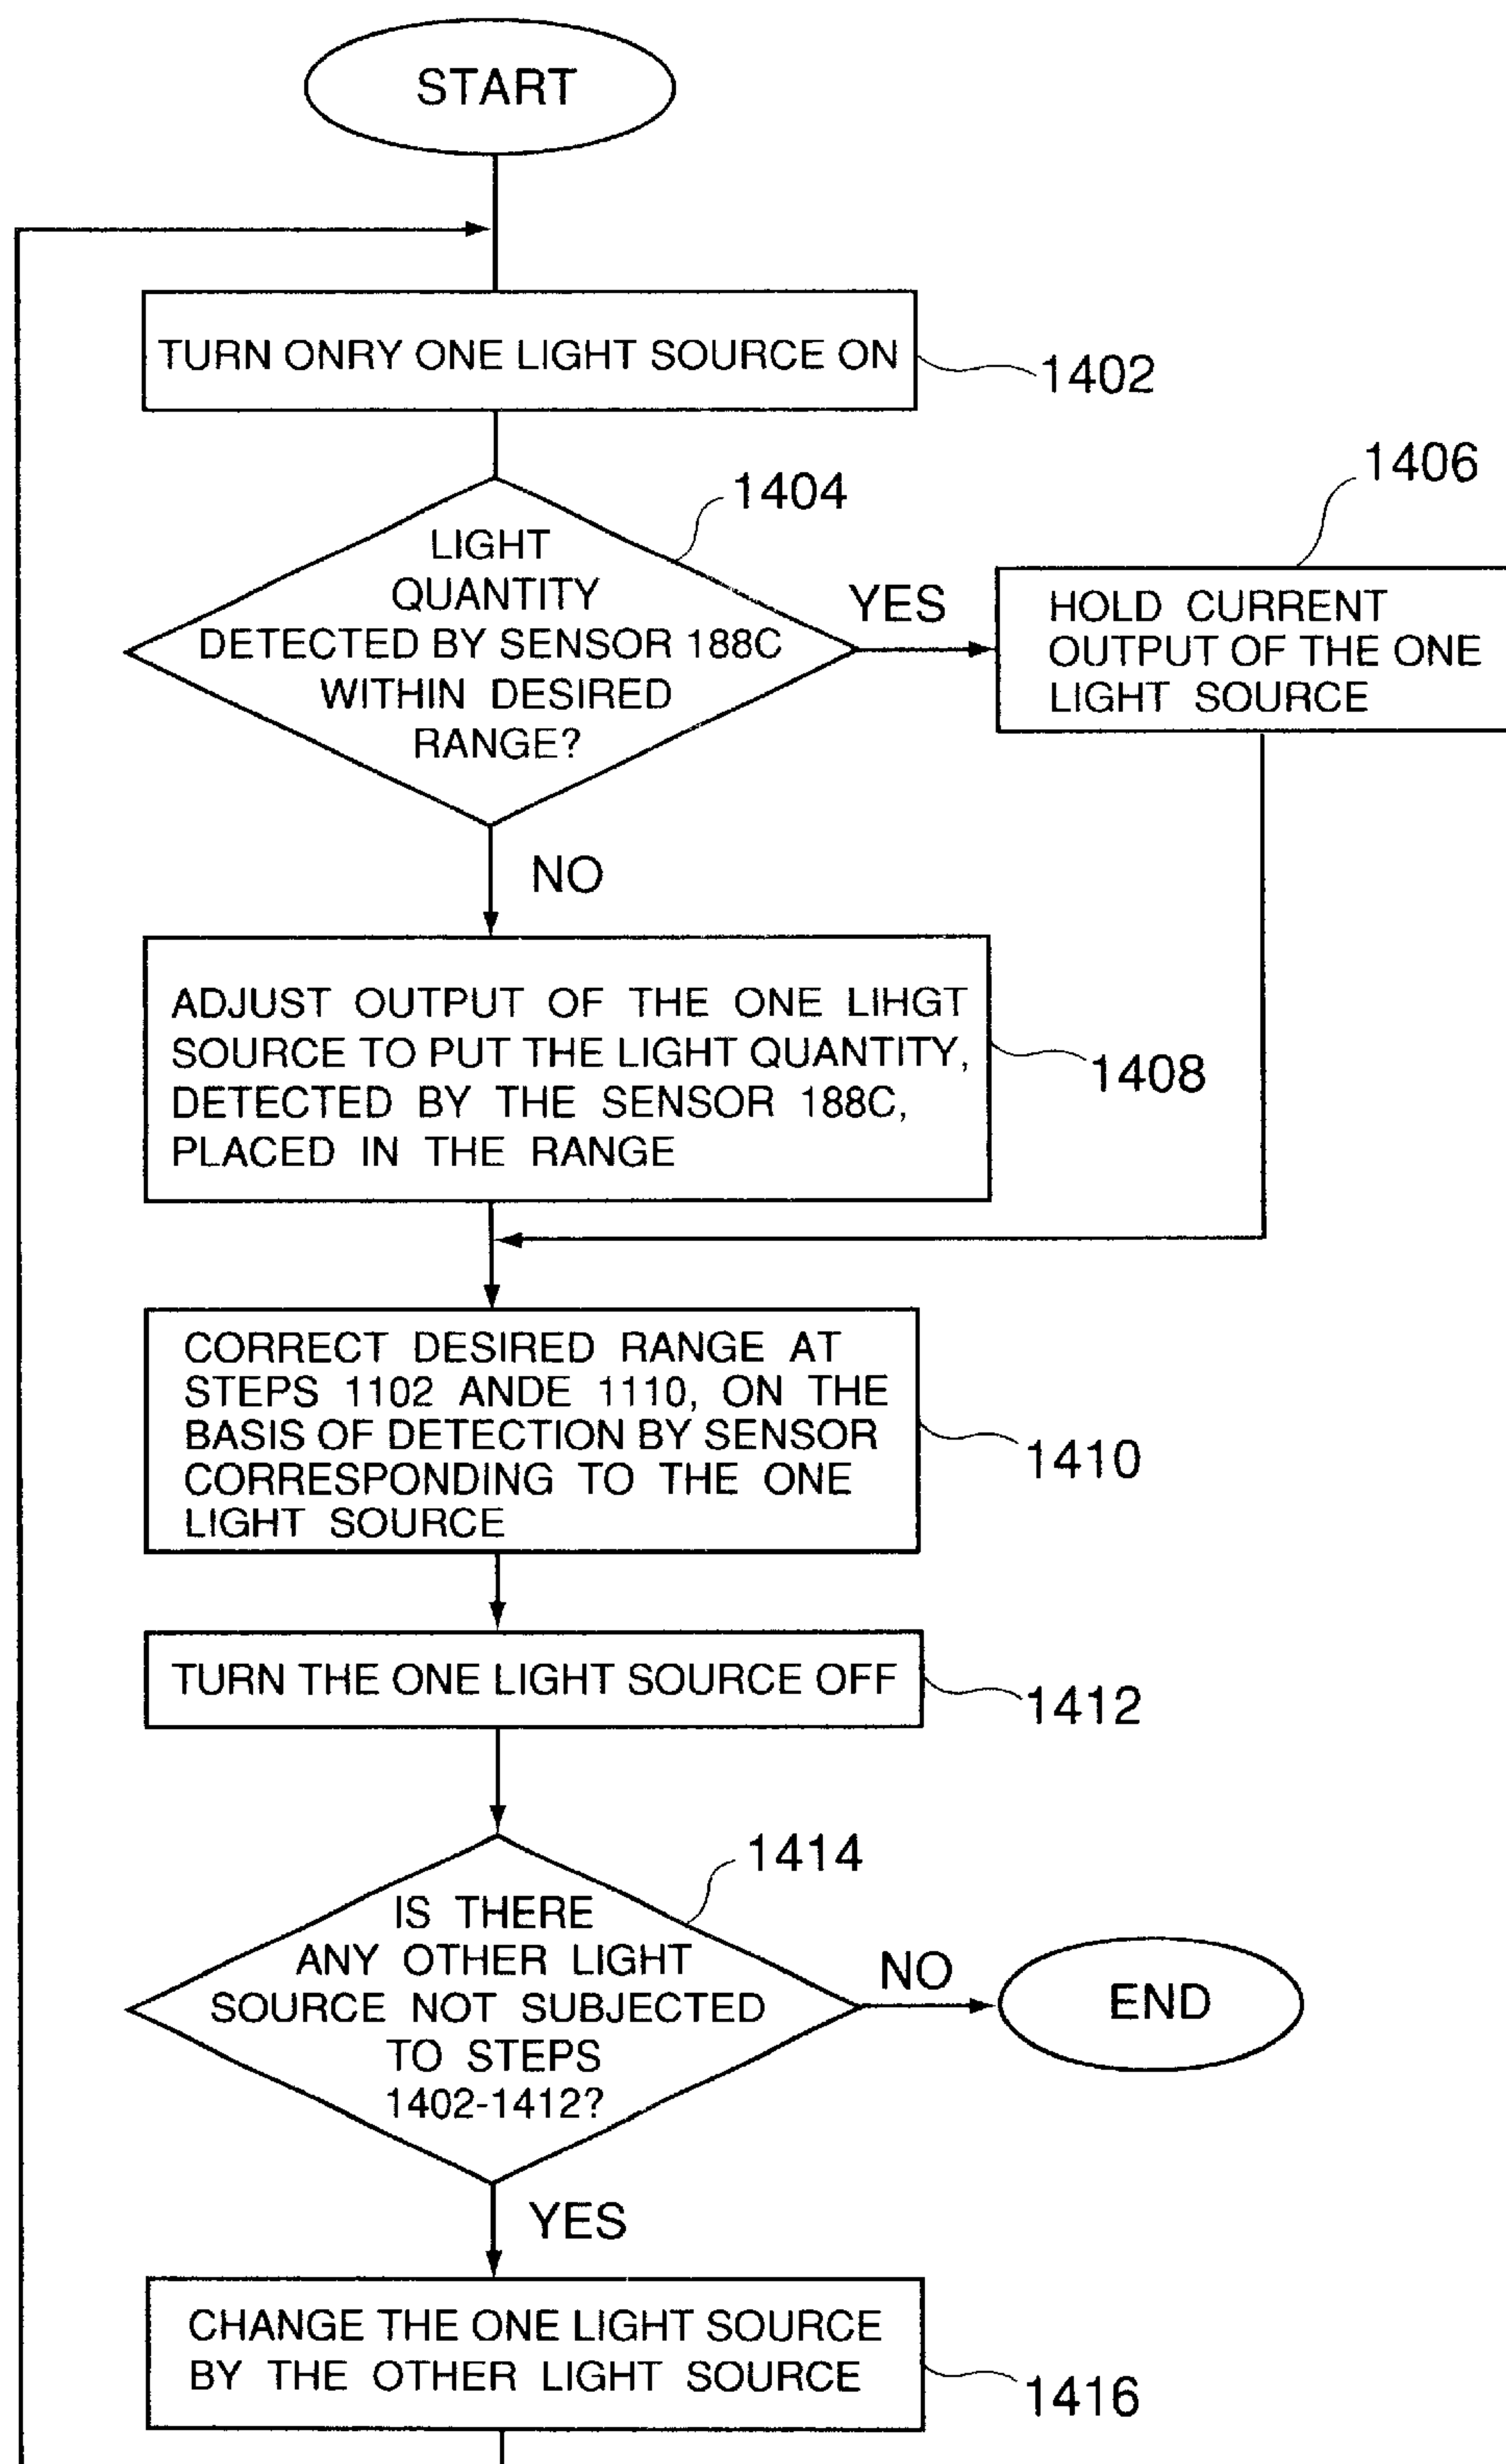 START
TURN ONRY ONE LIGHT SOURCE ON
1402
1404
LIGHT
QUANTITY
DETECTED BY SENSOR 188C
WITHIN DESIRED
RANGE?
YES
1406
HOLD CURRENT
OUTPUT OF THE ONE
LIGHT SOURCE
NO
ADJUST OUTPUT OF THE ONE LIHGT
SOURCE TO PUT THE LIGHT QUANTITY,
DETECTED BY THE SENSOR 188C,
PLACED IN THE RANGE
1408
CORRECT DESIRED RANGE AT
STEPS 1102 ANDE 1110, ON THE
BASIS OF DETECTION BY SENSOR
CORRESPONDING TO THE ONE
LIGHT SOURCE
1410
TURN THE ONE LIGHT SOURCE OFF
1412
1414
IS THERE
ANY OTHER LIGHT
SOURCE NOT SUBJECTED
TO STEPS
1402-1412?
NO
END
YES
CHANGE THE ONE LIGHT SOURCE
BY THE OTHER LIGHT SOURCE
1416